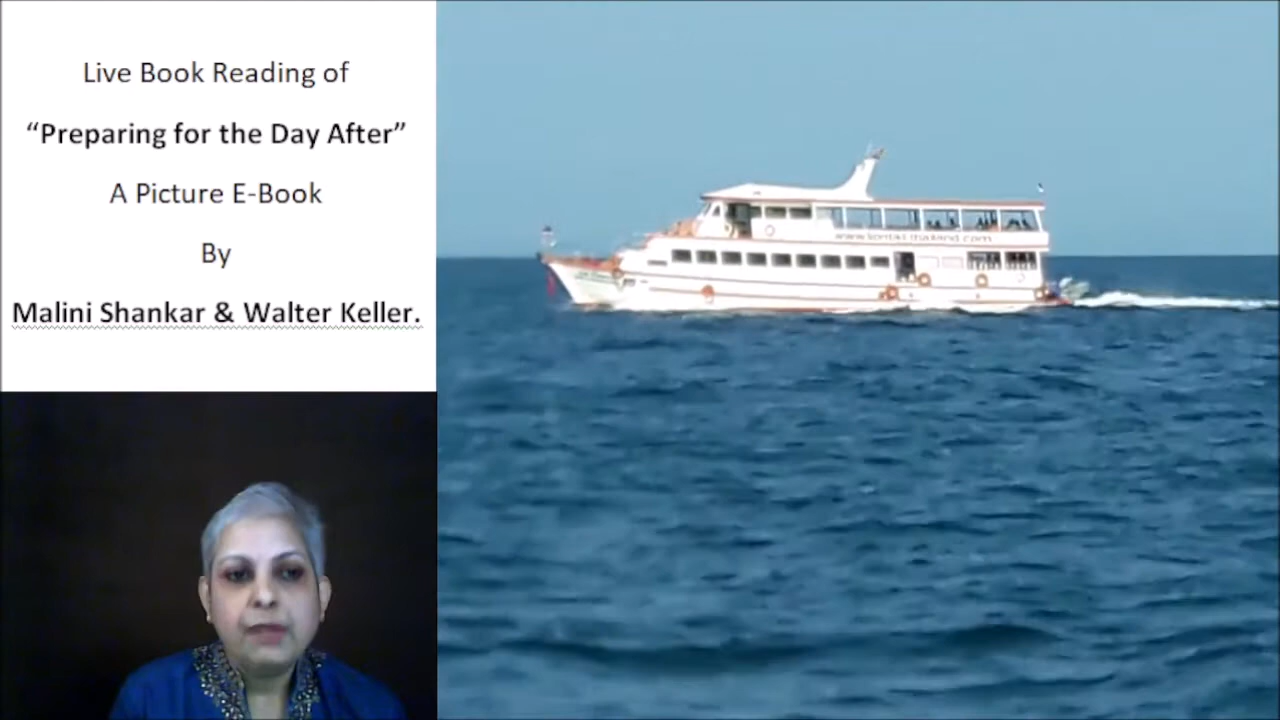 Live Book Reading of
“Preparing for the Day After”
A Picture E-Book
By
Malini Shankar & Walter Keller.